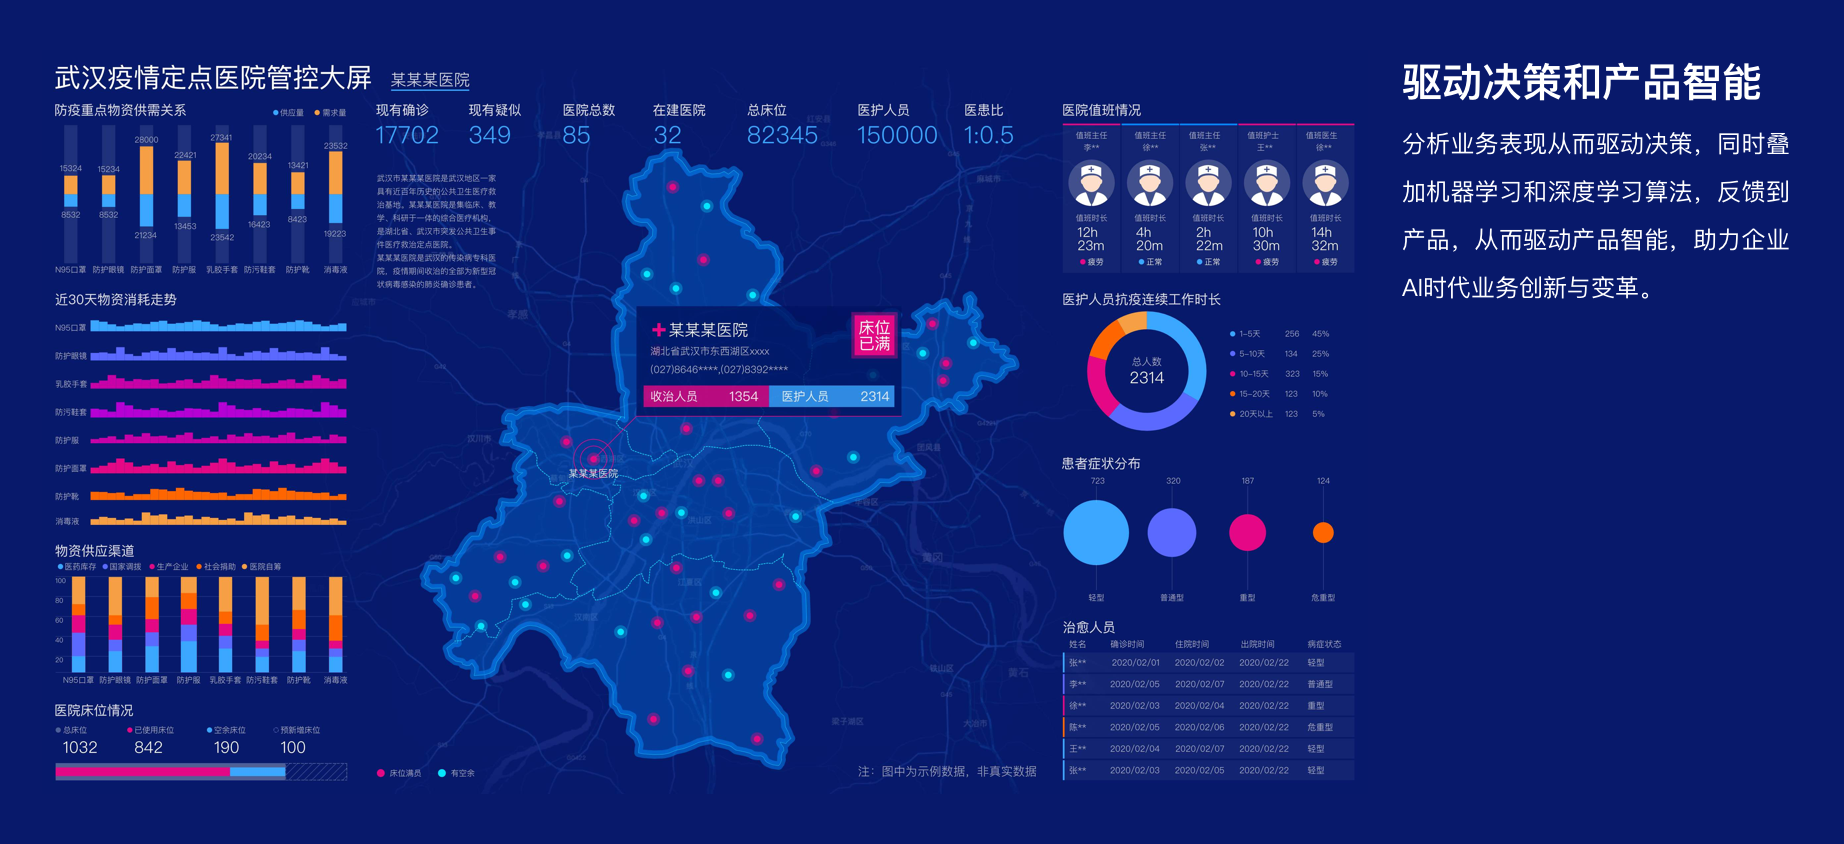 武汉疫情定点医院管控大屏
某某某医院
防疫重点物资供需关系
供应量 需求量
15324 15234 28000 22421 27341 20234 13421 23532
8532 8532 21234 13453 23542 16423 8423 19223
N95口罩 防护眼镜 防护面罩 防护服 乳胶手套 防污鞋套 防护靴 消毒液
近30天物资消耗走势
N95口罩
防护眼镜
乳胶手套
防污鞋套
防护服
防护面罩
防护靴
消毒液
物资供应渠道
医药库存 国家调拨 生产企业 社会捐助 医院自筹
100
80
60
40
20
N95口罩 防护眼镜 防护面罩 防护服 乳胶手套 防污鞋套 防护靴 消毒液
医院床位情况
总床位 已使用床位 空余床位 预新增床位
1032 842 190 100
现有确诊 现有疑似 医院总数 在建医院 总床位 医护人员 医患比
17702 349 85 32 82345 150000 1:0.5
武汉市某某某医院是武汉地区一家
具有近百年历史的公共卫生医疗救
治基地。某某某医院是集临床、教
学、科研于一体的综合医疗机构,
是湖北省、武汉市突发公共卫生事
件医疗救治定点医院。
某某某医院是武汉的传染病专科医
院, 疫情期间收治的全部为新型冠
状病毒感染的肺炎确诊患者。
某某某医院
床位
已满
湖北省武汉市东西湖区xxxx
(027)8646****,(027)8392****
收治人员 1354 医护人员 2314
某某某医院
麻城市
孝感
汉川市
团风县
洪山区
江夏区
汉南区
黄冈
黄石
铁山区
梁子湖区
大冶市
床位满员 有空余
注: 图中为示例数据, 非真实数据
医院值班情况
值班主任 值班主任 值班主任 值班护士 值班医生
李** 徐** 张** 王** 徐**
值班时长 值班时长 值班时长 值班时长 值班时长
12h 4h 2h 10h 14h
23m 20m 22m 30m 32m
疲劳 正常 正常 疲劳 疲劳
医护人员抗疫连续工作时长
总人数
2314
1-5天 256 45%
5-10天 134 25%
10-15天 323 15%
15-20天 123 10%
20天以上 123 5%
患者症状分布
723 320 187 124
轻型 普通型 重型 危重型
治愈人员
姓名 确诊时间 住院时间 出院时间 病症状态
张** 2020/02/01 2020/02/02 2020/02/22 轻型
李** 2020/02/05 2020/02/07 2020/02/22 普通型
徐** 2020/02/03 2020/02/04 2020/02/22 重型
陈** 2020/02/05 2020/02/06 2020/02/22 危重型
王** 2020/02/04 2020/02/07 2020/02/22 轻型
张** 2020/02/03 2020/02/05 2020/02/22 轻型
驱动决策和产品智能
分析业务表现从而驱动决策，同时叠
加机器学习和深度学习算法，反馈到
产品，从而驱动产品智能，助力企业
AI时代业务创新与变革。